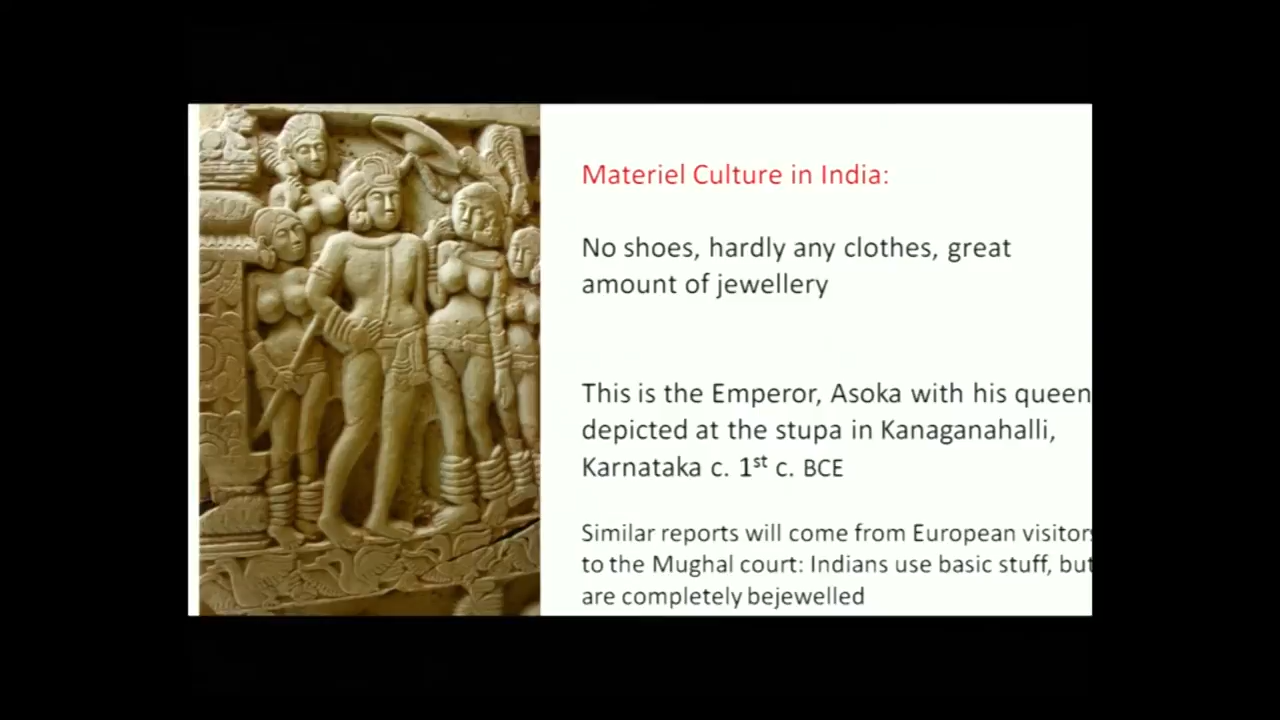 Materiel Culture in India:
No shoes, hardly any clothes, great
amount of jewellery
This is the Emperor, Asoka with his queen
depicted at the stupa in Kanaganahalli,
Karnataka c. 1st c. BCE
Similar reports will come from European visitors
to the Mughal court: Indians use basic stuff, but
are completely bejewelled